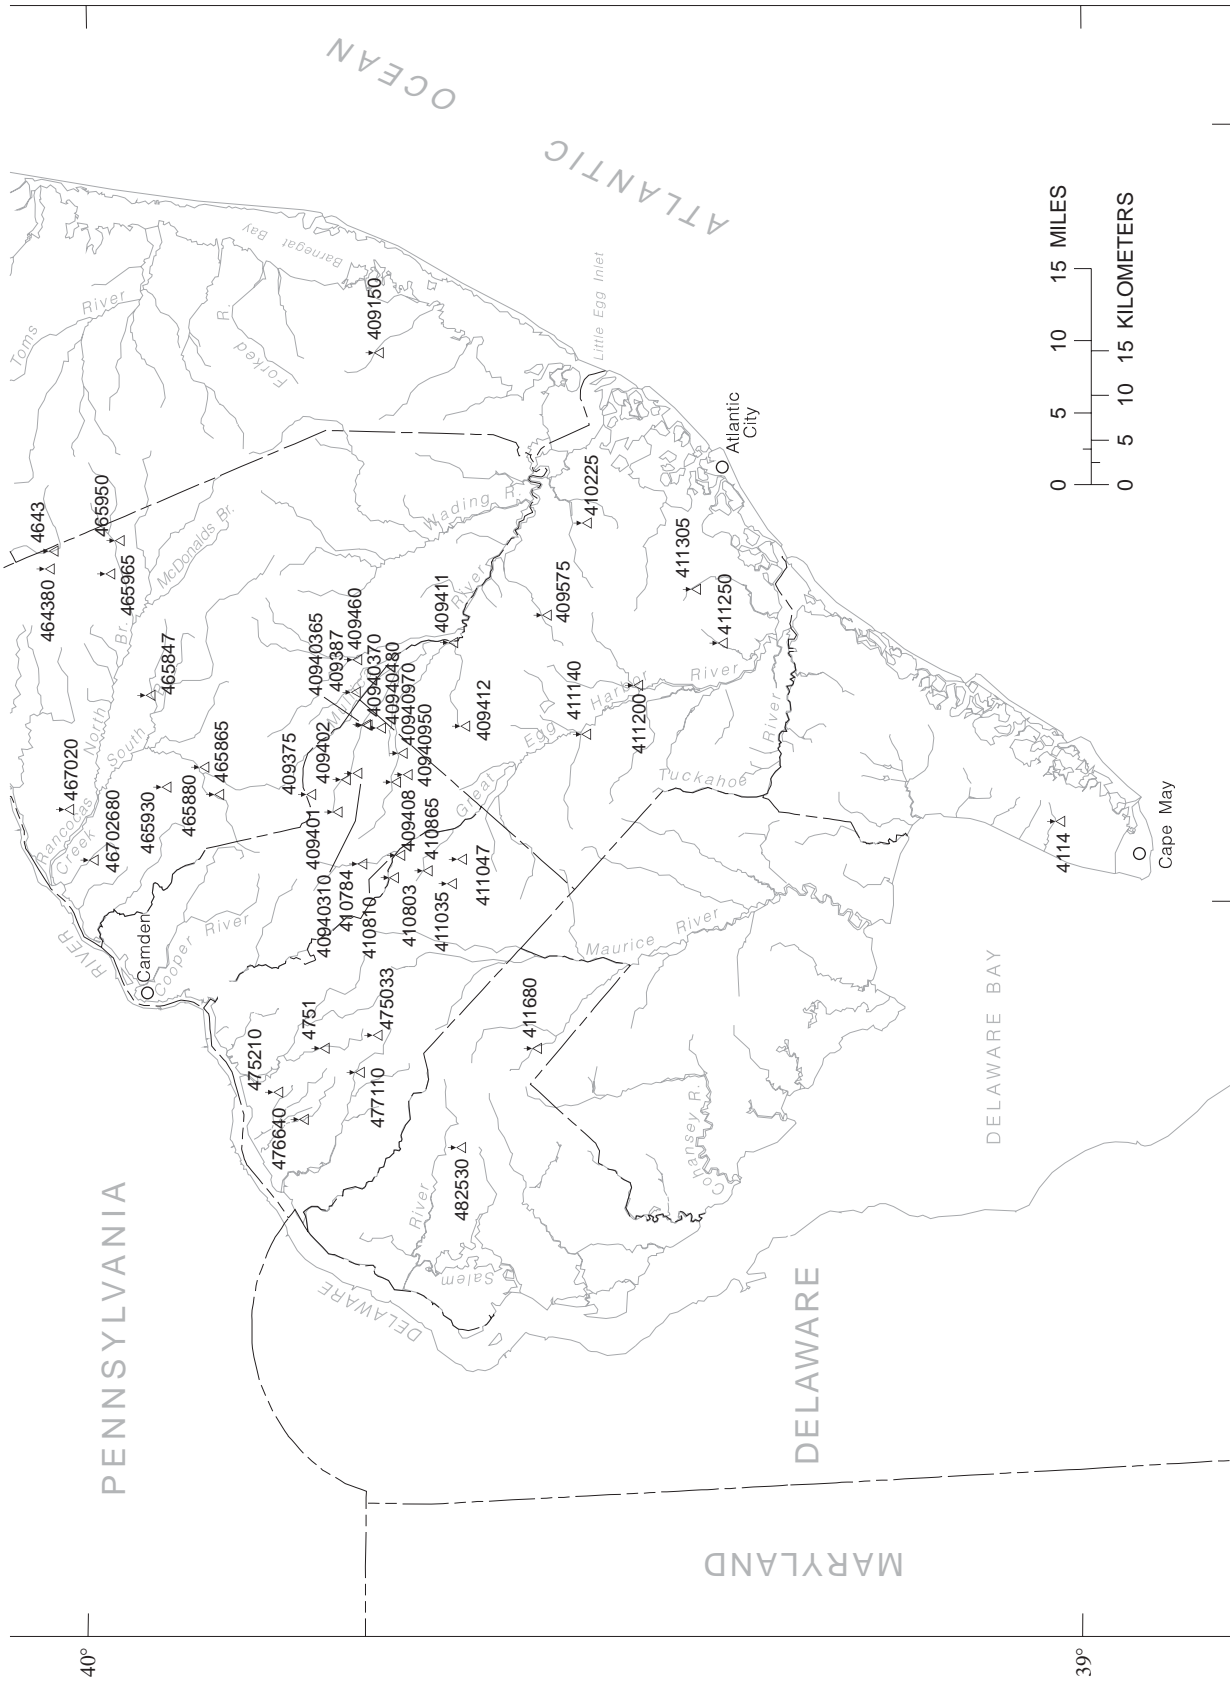 OCEAN
ATLANTIC
PENNSYLVANIA
MARYLAND
DELAWARE
DELAWARE BAY
DELAWARE
RIVER
40°
39°
Toms
River
Forked
R.
Barnegat Bay
Little Egg Inlet
Rancocas
Creek
North
Br.
South
McDonalds Br.
Wading R.
River
Cooper River
Great
Egg
Harbor
River
Tuckahoe
River
Maurice River
Cohansey R.
Salem
River
Camden
Atlantic
City
Cape May
4643
464380
465950
465965
465847
465865
465880
465930
467020
46702680
409150
410225
409575
411305
411250
411140
411200
409411
409412
409460
40940365
409387
40940370
40940480
40940970
40940950
409402
409375
409401
409408
410865
40940310
410784
410810
410803
411035
411047
411680
4751
475033
475210
476640
477110
482530
4114
0 5 10 15 MILES
0 5 10 15 KILOMETERS